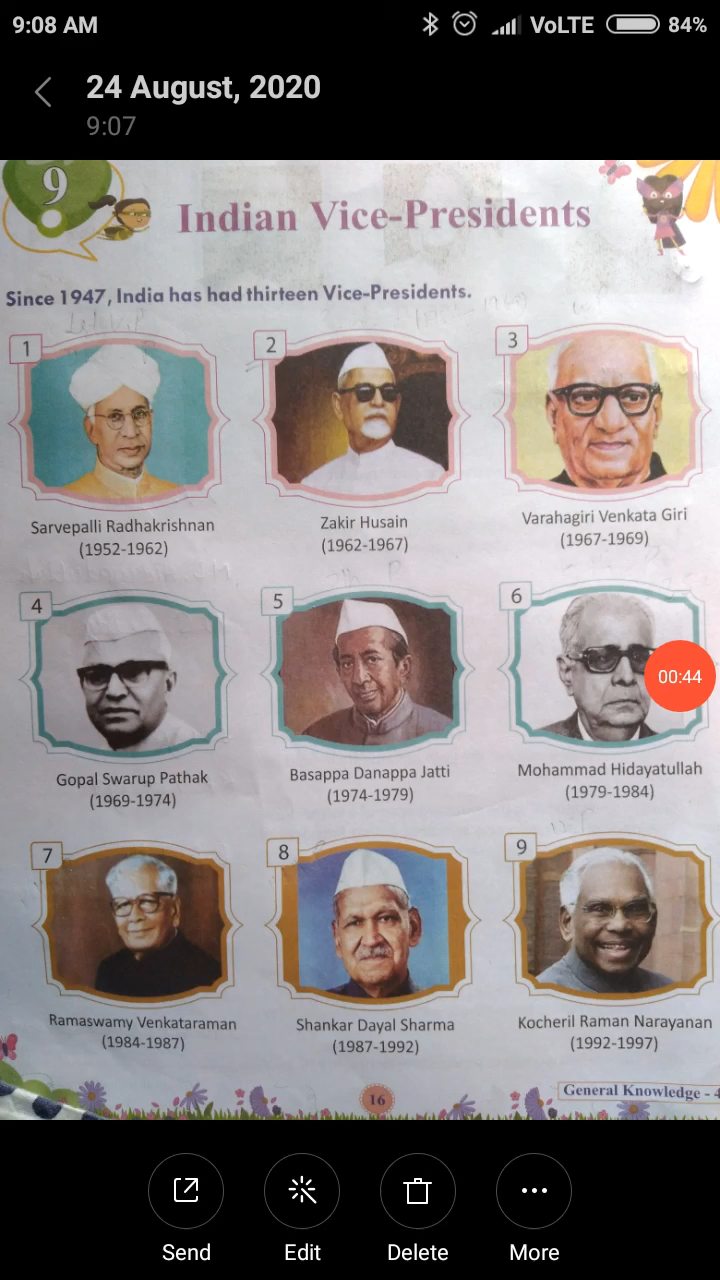 9:08 AM
VoLTE
84%
24 August, 2020
9:07
9
Indian Vice-Presidents
Since 1947, India has had thirteen Vice-Presidents.
1
2
3
Sarvepalli Radhakrishnan
(1952-1962)
Zakir Husain
(1962-1967)
Varahagiri Venkata Giri
(1967-1969)
4
5
6
00:44
Gopal Swarup Pathak
(1969-1974)
Basappa Danappa Jatti
(1974-1979)
Mohammad Hidayatullah
(1979-1984)
7
8
9
Ramaswamy Venkataraman
(1984-1987)
Shankar Dayal Sharma
(1987-1992)
Kocheril Raman Narayanan
(1992-1997)
16
General Knowledge - 4
Send
Edit
Delete
More